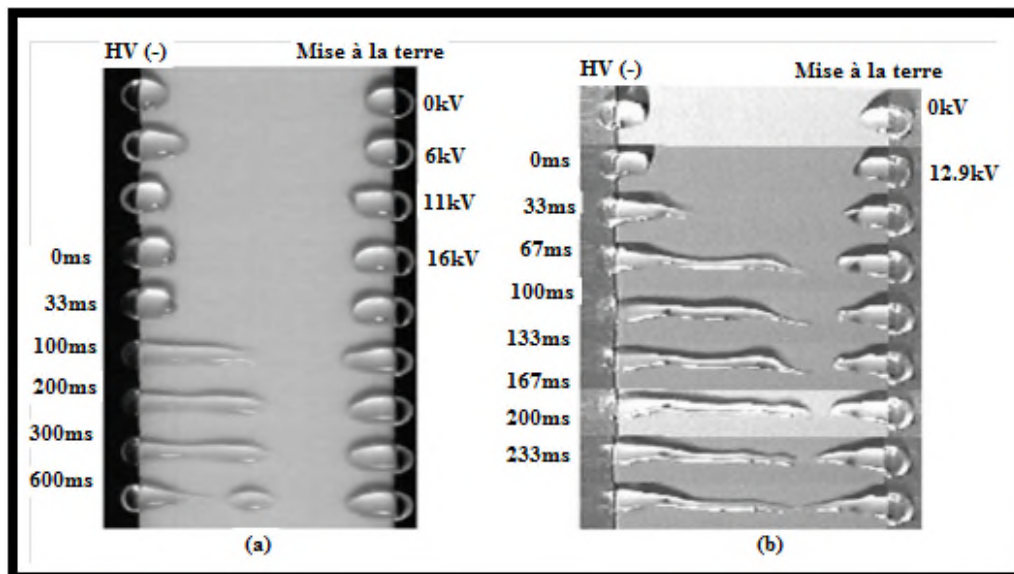 HV (-) Mise à la terre
0kV
6kV
11kV
0ms 16kV
33ms
100ms
200ms
300ms
600ms
(a)
HV (-) Mise à la terre
0kV
0ms 12.9kV
33ms
67ms
100ms
133ms
167ms
200ms
233ms
(b)